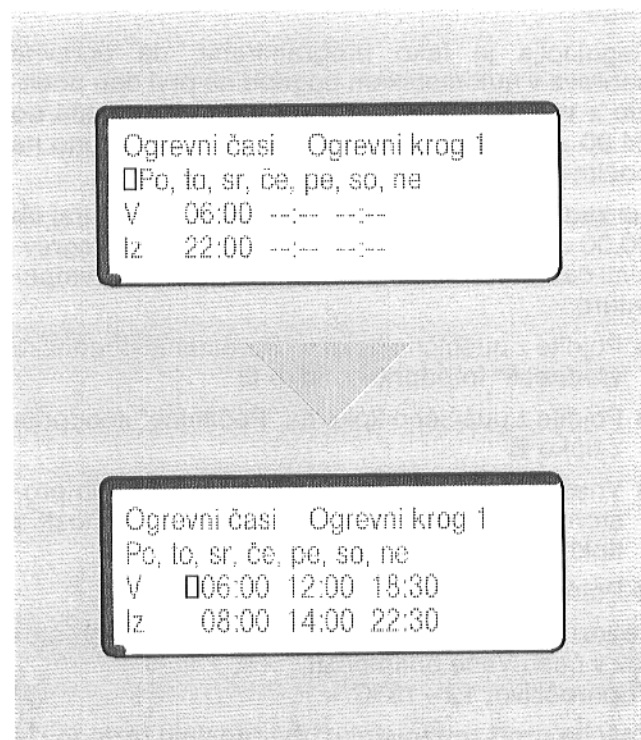 Ogrevni časi Ogrevni krog 1
Po, to, sr, če, pe, so, ne
V 06:00 --:-- --:--
Iz 22:00 --:-- --:--
Ogrevni časi Ogrevni krog 1
Po, to, sr, če, pe, so, ne
V 06:00 12:00 18:30
Iz 08:00 14:00 22:30